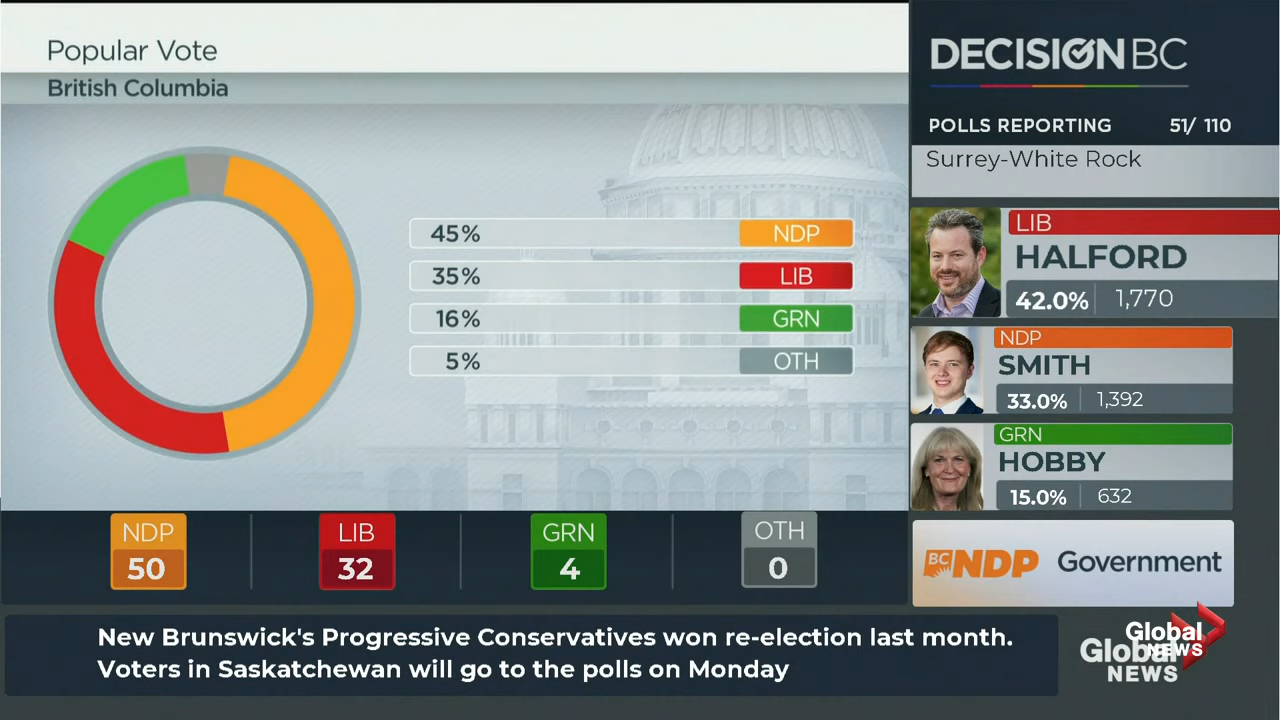 Popular Vote
British Columbia
45% NDP
35% LIB
16% GRN
5% OTH
NDP
50
LIB
32
GRN
4
OTH
0
DECISION BC
POLLS REPORTING 51/ 110
Surrey-White Rock
LIB
HALFORD
42.0% 1,770
NDP
SMITH
33.0% 1,392
GRN
HOBBY
15.0% 632
BC NDP Government
New Brunswick's Progressive Conservatives won re-election last month.
Voters in Saskatchewan will go to the polls on Monday
Global
NEWS
Global
NEWS